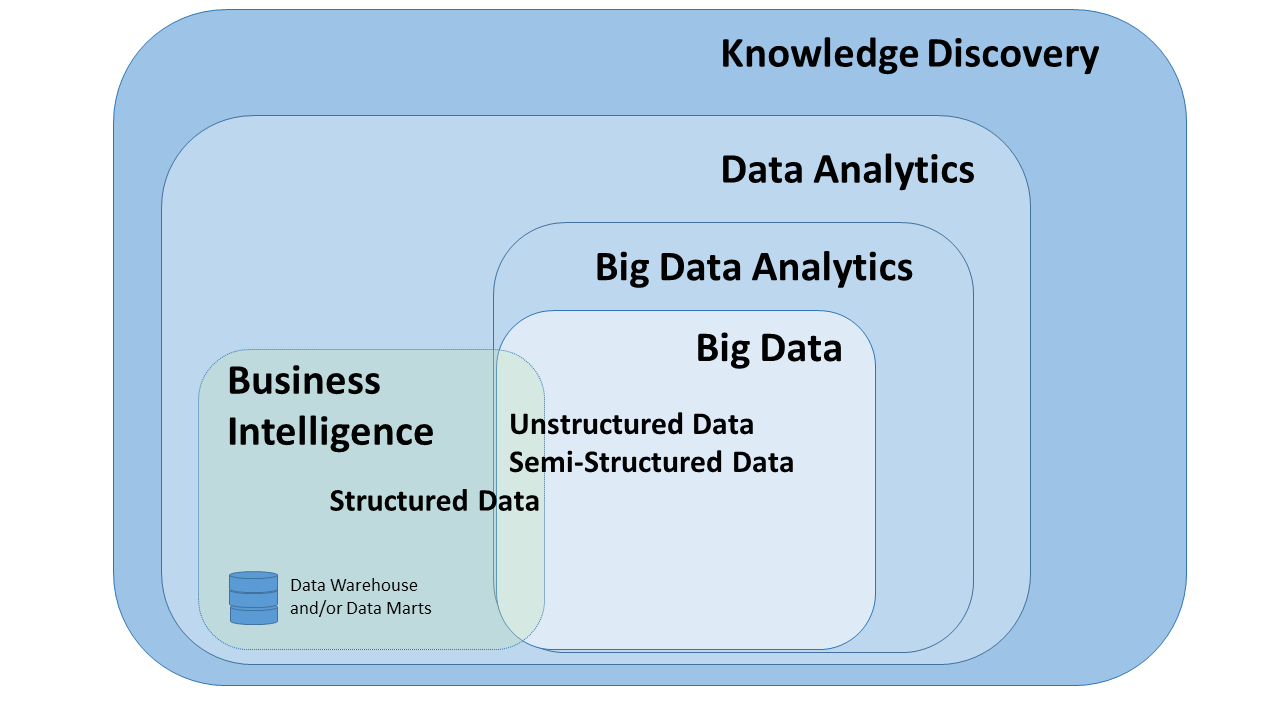 Knowledge Discovery
Data Analytics
Big Data Analytics
Big Data
Business
Intelligence
Unstructured Data
Semi-Structured Data
Structured Data
Data Warehouse
and/or Data Marts